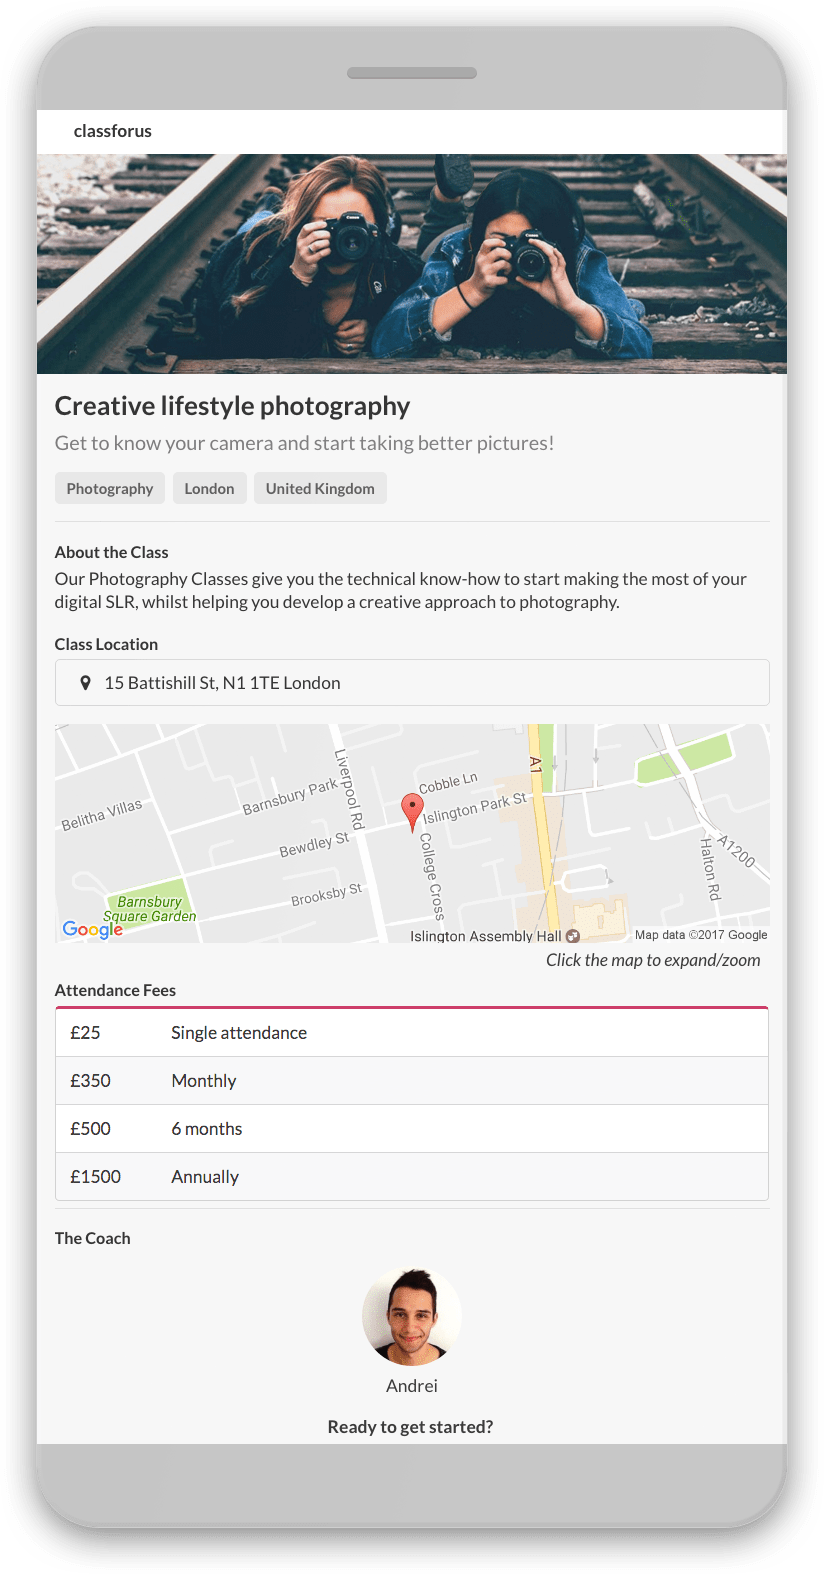 classforus
Canon
Canon
Creative lifestyle photography
Get to know your camera and start taking better pictures!
Photography
London
United Kingdom
About the Class
Our Photography Classes give you the technical know-how to start making the most of your
digital SLR, whilst helping you develop a creative approach to photography.
Class Location
15 Battishill St, N1 1TE London
A1
Liverpool Rd
Cobble Ln
Barnsbury Park
Islington Park St
Belitha Villas
Bewdley St
College Cross
Halton Rd
A1200
Brooksby St
Barnsbury
Square Garden
Google
Islington Assembly Hall
Map data ©2017 Google
Click the map to expand/zoom
Attendance Fees
£25 Single attendance
£350 Monthly
£500 6 months
£1500 Annually
The Coach
Andrei
Ready to get started?